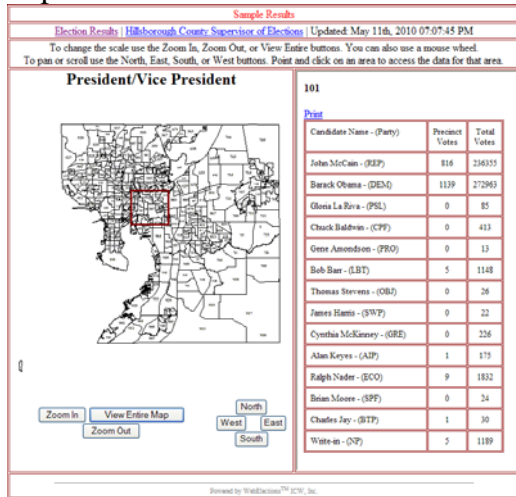 Sample Results
Election Results | Hillsborough County Supervisor of Elections | Updated: May 11th, 2010 07:07:45 PM
To change the scale use the Zoom In, Zoom Out, or View Entire buttons. You can also use a mouse wheel.
To pan or scroll use the North, East, South, or West buttons. Point and click on an area to access the data for that area.
President/Vice President
Zoom In
View Entire Map
Zoom Out
North
West
East
South
101
Print
Candidate Name - (Party) Precinct Votes Total Votes
John McCain - (REP) 816 236355
Barack Obama - (DEM) 1139 272963
Gloria La Riva - (PSL) 0 85
Chuck Baldwin - (CPF) 0 413
Gene Amondson - (PRO) 0 13
Bob Barr - (LBT) 5 1148
Thomas Stevens - (OBJ) 0 26
James Harris - (SWP) 0 22
Cynthia McKinney - (GRE) 0 226
Alan Keyes - (AIP) 1 175
Ralph Nader - (ECO) 9 1832
Brian Moore - (SPF) 0 24
Charles Jay - (BTP) 1 30
Write-in - (NP) 5 1189
Powered by WebElections™ ICW, Inc.